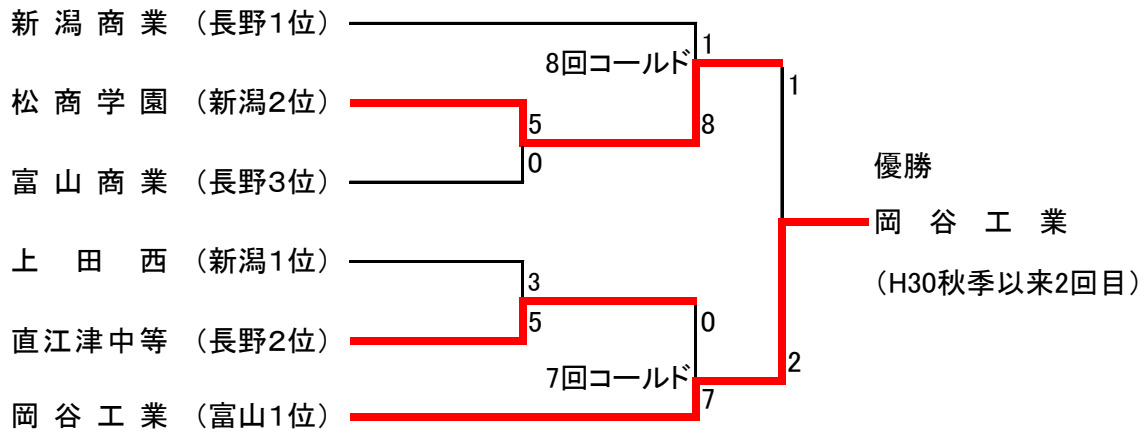 新潟商業（長野１位）
1
8回コールド
1
松商学園（新潟２位）
5
8
0
優勝
富山商業（長野３位）
岡谷工業
上田西（新潟１位）
3
（H30秋季以来2回目）
5
0
直江津中等（長野２位）
2
7回コールド
7
岡谷工業（富山１位）